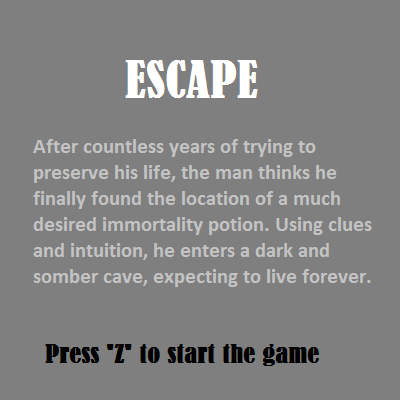 ESCAPE
After countless years of trying to
preserve his life, the man thinks he
finally found the location of a much
desired immortality potion. Using clues
and intuition, he enters a dark and
somber cave, expecting to live forever.
Press "Z" to start the game